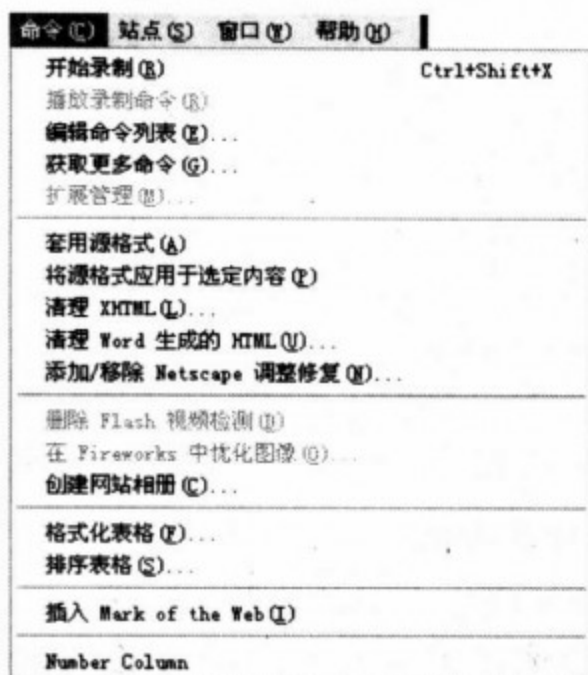 命令(C) 站点(S) 窗口(W) 帮助(H)
开始录制(R) Ctrl+Shift+X
播放录制命令(R)
编辑命令列表(E)...
获取更多命令(G)...
扩展管理(M)...
套用源格式(A)
将源格式应用于选定内容(P)
清理 XHTML(L)...
清理 Word 生成的 HTML(U)...
添加/移除 Netscape 调整修复(N)...
删除 Flash 视频检测(D)
在 Fireworks 中优化图像(O)...
创建网站相册(C)...
格式化表格(F)...
排序表格(S)...
插入 Mark of the Web(I)
Number Column